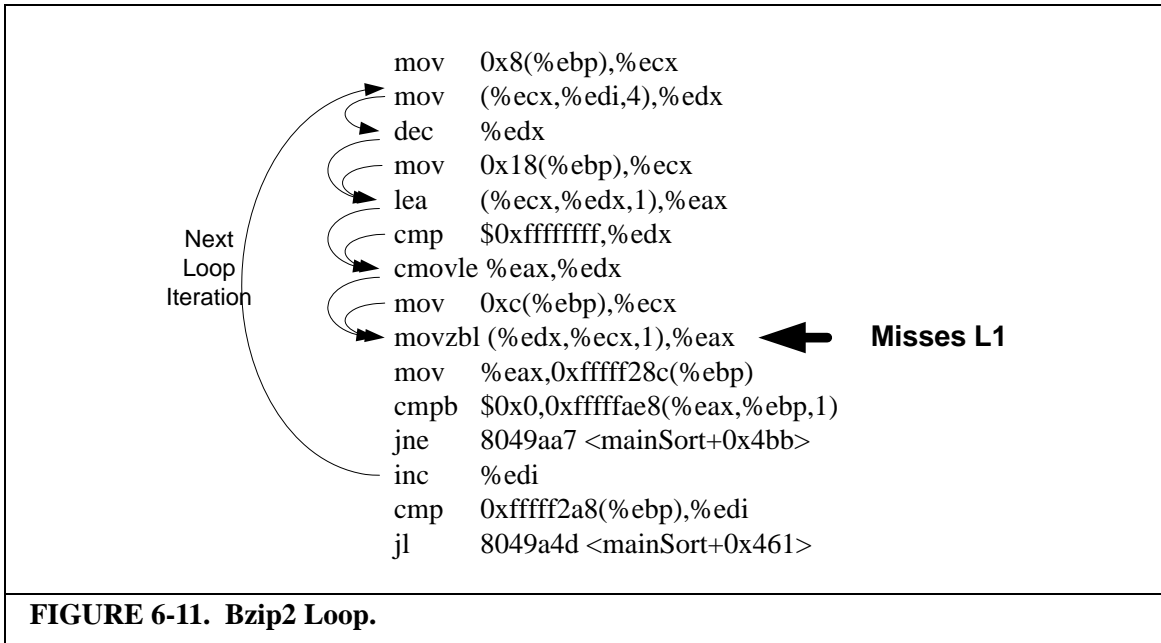 mov 0x8(%ebp),%ecx
mov (%ecx,%edi,4),%edx
dec %edx
mov 0x18(%ebp),%ecx
lea (%ecx,%edx,1),%eax
cmp $0xffffffff,%edx
cmovle %eax,%edx
mov 0xc(%ebp),%ecx
movzbl (%edx,%ecx,1),%eax
mov %eax,0xfffff28c(%ebp)
cmpb $0x0,0xfffffae8(%eax,%ebp,1)
jne 8049aa7 <mainSort+0x4bb>
inc %edi
cmp 0xfffff2a8(%ebp),%edi
jl 8049a4d <mainSort+0x461>
Next
Loop
Iteration
Misses L1
FIGURE 6-11. Bzip2 Loop.